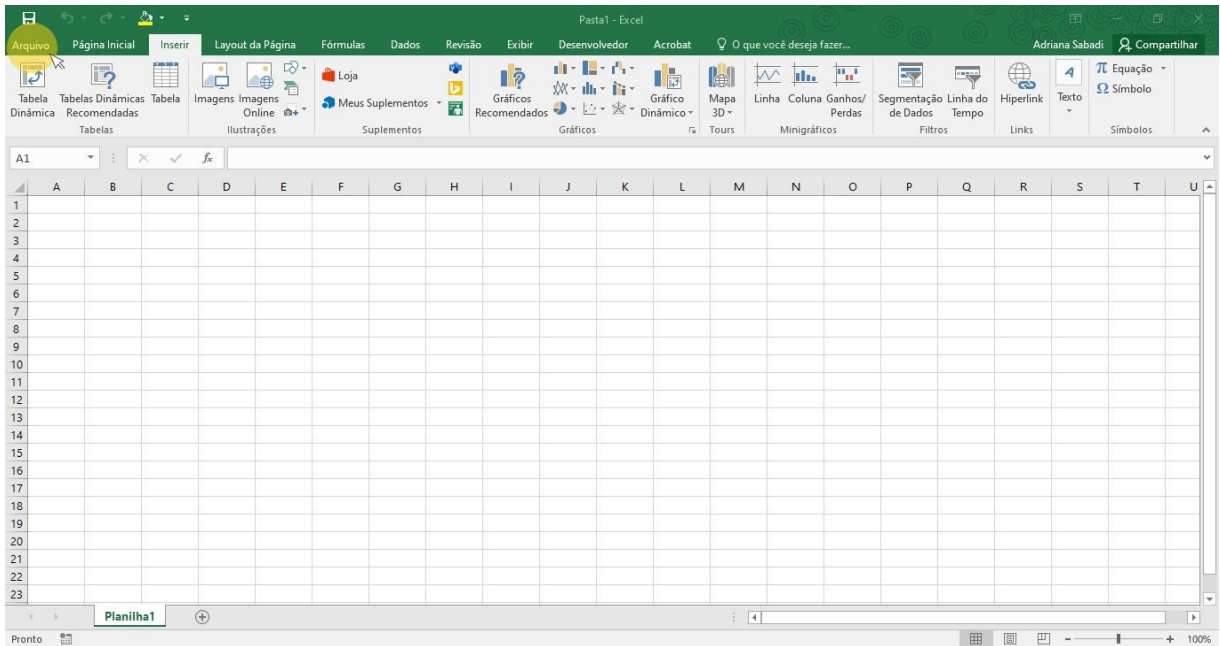 Pasta1 - Excel
Arquivo Página Inicial Inserir Layout da Página Fórmulas Dados Revisão Exibir Desenvolvedor Acrobat O que você deseja fazer... Adriana Sabadi Compartilhar
Tabela Dinâmica
Tabelas Dinâmicas Recomendadas
Tabela
Tabelas
Imagens
Imagens Online
Ilustrações
Loja
Meus Suplementos
Suplementos
Gráficos Recomendados
Gráfico Dinâmico
Gráficos
Mapa 3D
Tours
Linha
Coluna
Ganhos/ Perdas
Minigráficos
Segmentação de Dados
Linha do Tempo
Filtros
Hiperlink
Links
Texto
π Equação
Ω Símbolo
Símbolos
A1 fx
A B C D E F G H I J K L M N O P Q R S T U
1
2
3
4
5
6
7
8
9
10
11
12
13
14
15
16
17
18
19
20
21
22
23
Planilha1
Pronto 100%